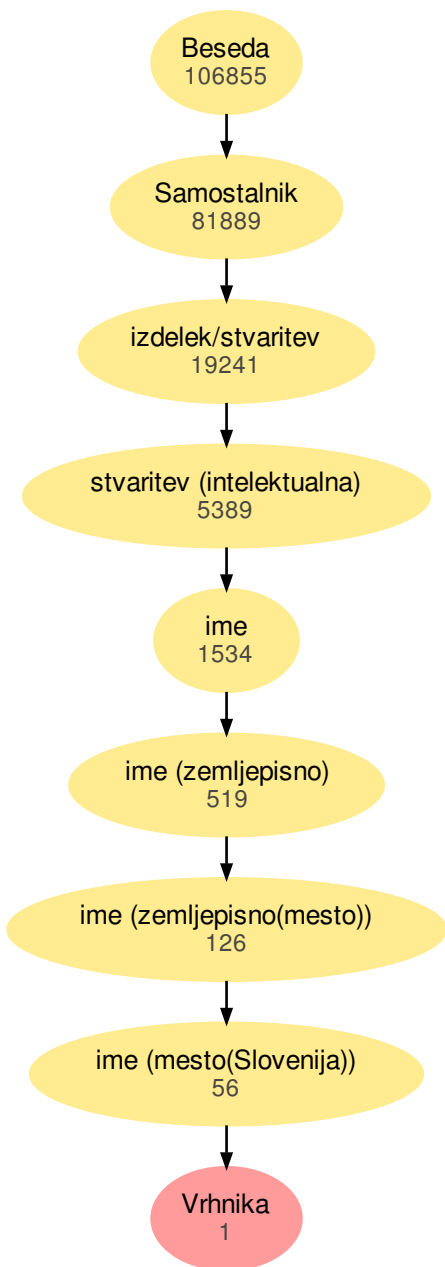 Beseda
106855
Samostalnik
81889
izdelek/stvaritev
19241
stvaritev (intelektualna)
5389
ime
1534
ime (zemljepisno)
519
ime (zemljepisno(mesto))
126
ime (mesto(Slovenija))
56
Vrhnika
1